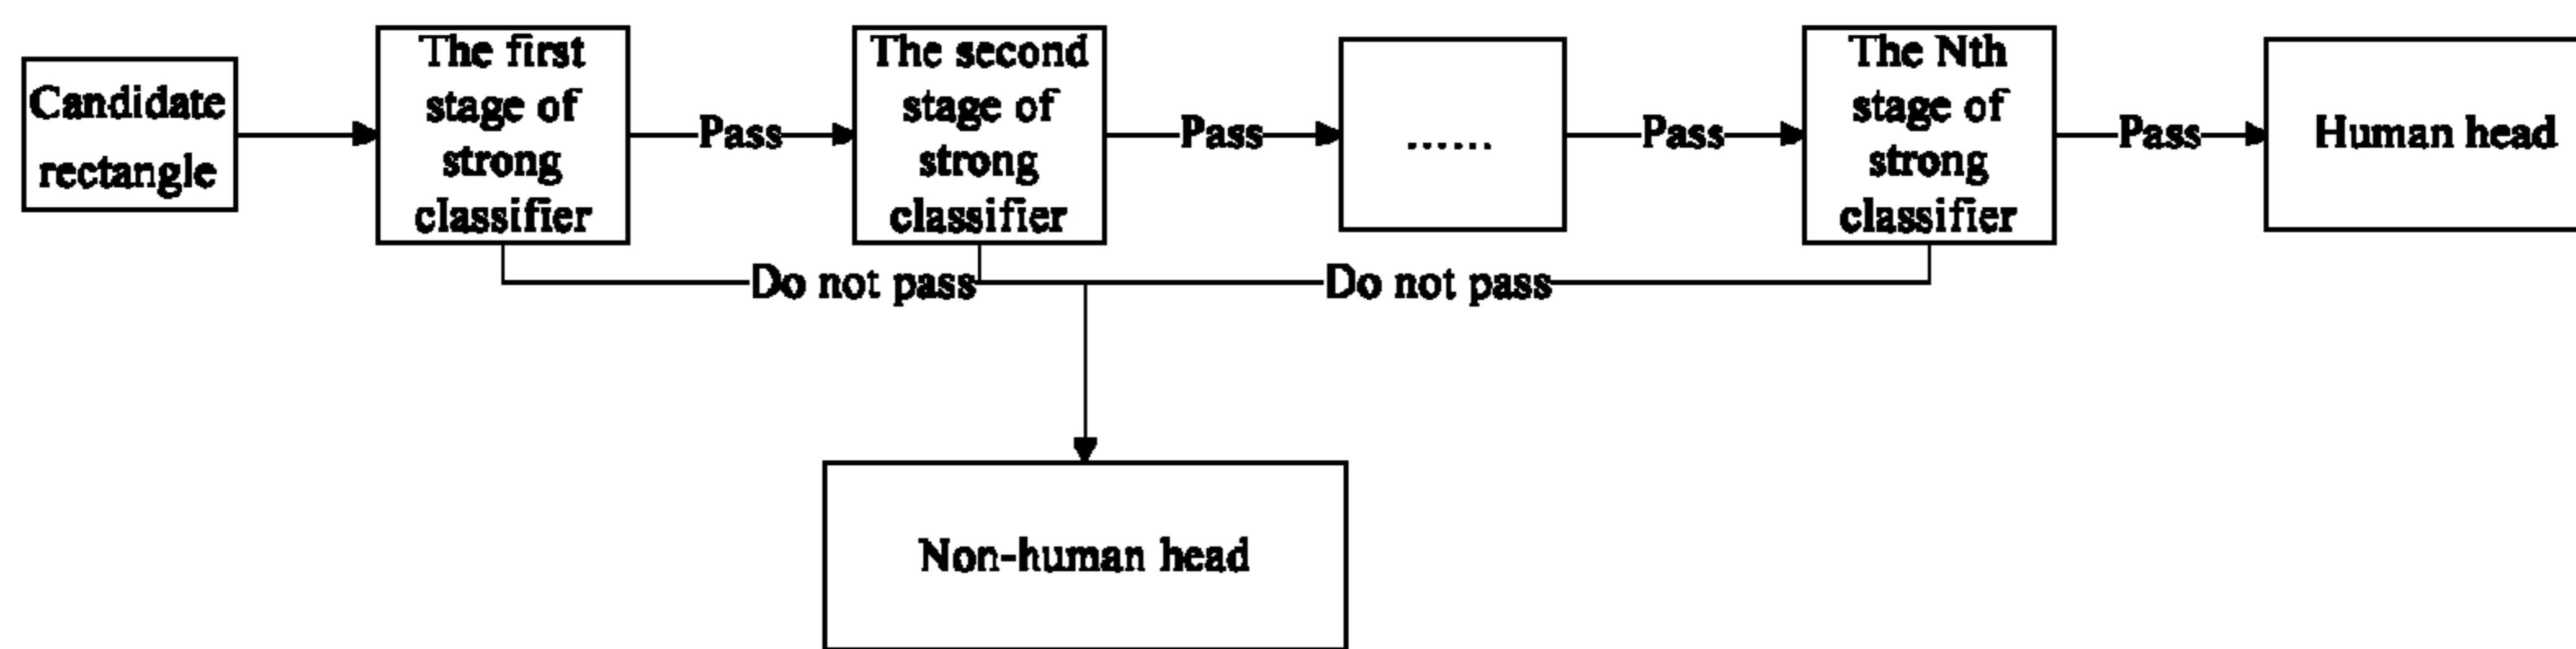 Candidate
rectangle
The first
stage of
strong
classifier
Pass
The second
stage of
strong
classifier
Pass
......
Pass
The Nth
stage of
strong
classifier
Pass
Human head
Do not pass
Do not pass
Non-human head